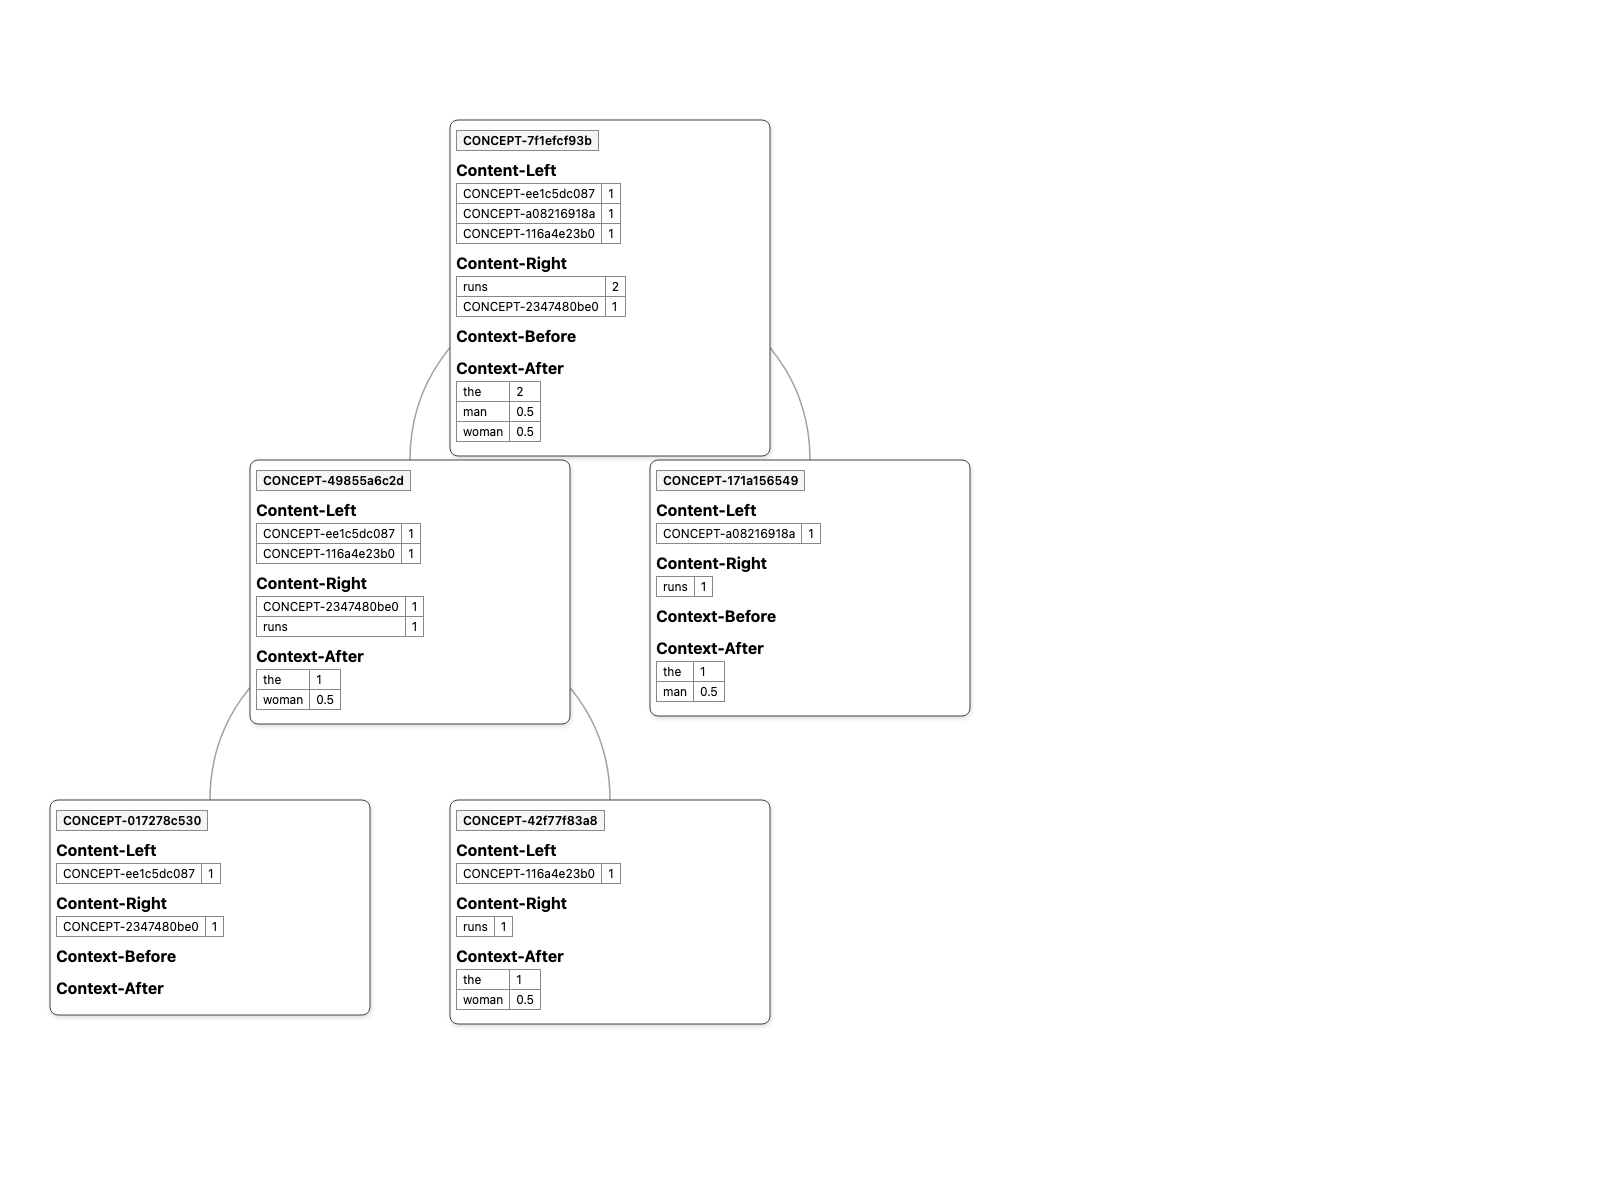 CONCEPT-7f1efcf93b
Content-Left
CONCEPT-ee1c5dc087 1
CONCEPT-a08216918a 1
CONCEPT-116a4e23b0 1
Content-Right
runs 2
CONCEPT-2347480be0 1
Context-Before
Context-After
the 2
man 0.5
woman 0.5
CONCEPT-49855a6c2d
Content-Left
CONCEPT-ee1c5dc087 1
CONCEPT-116a4e23b0 1
Content-Right
CONCEPT-2347480be0 1
runs 1
Context-After
the 1
woman 0.5
CONCEPT-171a156549
Content-Left
CONCEPT-a08216918a 1
Content-Right
runs 1
Context-Before
Context-After
the 1
man 0.5
CONCEPT-017278c530
Content-Left
CONCEPT-ee1c5dc087 1
Content-Right
CONCEPT-2347480be0 1
Context-Before
Context-After
CONCEPT-42f77f83a8
Content-Left
CONCEPT-116a4e23b0 1
Content-Right
runs 1
Context-After
the 1
woman 0.5